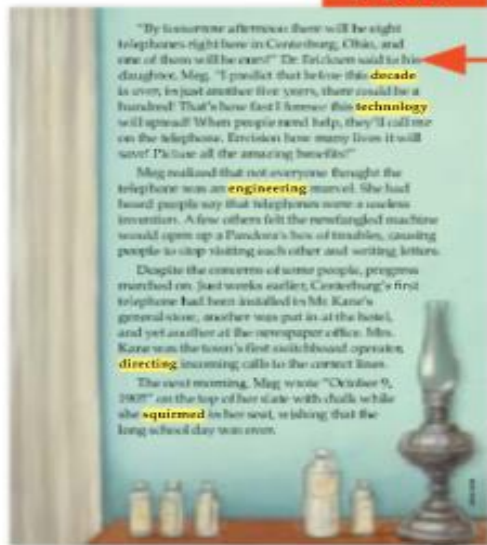 "By tomorrow afternoon there will be eight
telephones right here in Centerburg, Ohio, and
one of them will be ours!" Dr. Ericksen said to his
daughter, Meg. "I predict that before this decade
is over, in just another five years, there could be a
hundred! That's how fast I foresee this technology
will spread! When people need help, they'll call me
on the telephone. Envision how many lives it will
save! Picture all the amazing benefits!"
Meg realized that not everyone thought the
telephone was an engineering marvel. She had
heard people say that telephones were a useless
invention. A few others felt the newfangled machine
would open up a Pandora's box of troubles, causing
people to stop visiting each other and writing letters.
Despite the concerns of some people, progress
marched on. Just weeks earlier, Centerburg's first
telephone had been installed in Mr. Kane's
general store, another was put in at the hotel,
and yet another at the newspaper office. Mrs.
Kane was the town's first switchboard operator,
directing incoming calls to the correct lines.
The next morning, Meg wrote "October 9,
on the top of her slate with chalk while
she squirmed in her seat, wishing that the
long school day was over.